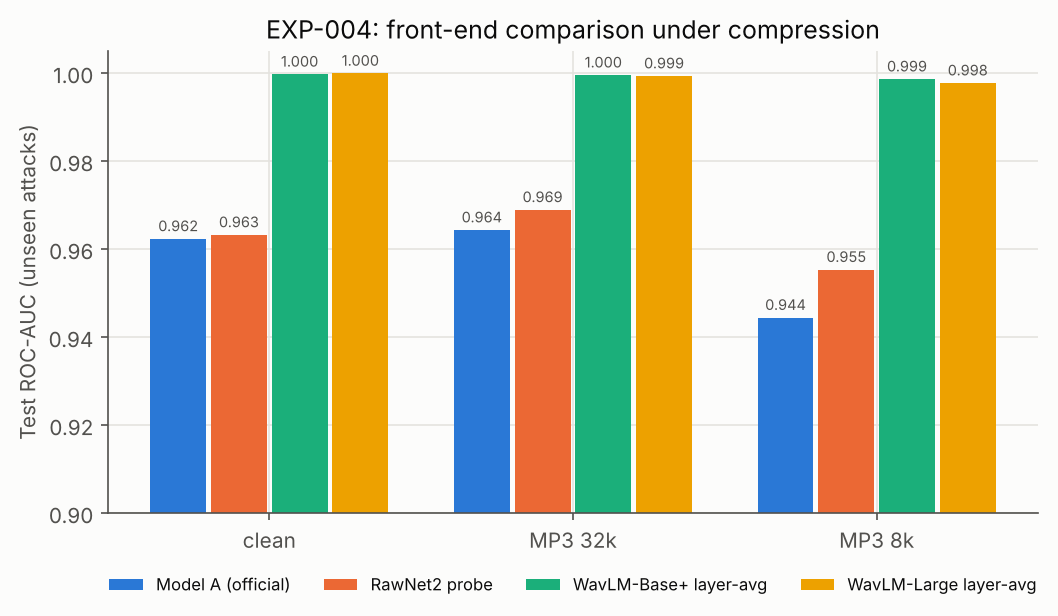 EXP-004: front-end comparison under compression
Test ROC-AUC (unseen attacks)
1.00
0.98
0.96
0.94
0.92
0.90
0.962
0.963
1.000
1.000
0.964
0.969
1.000
0.999
0.944
0.955
0.999
0.998
clean
MP3 32k
MP3 8k
Model A (official)
RawNet2 probe
WavLM-Base+ layer-avg
WavLM-Large layer-avg